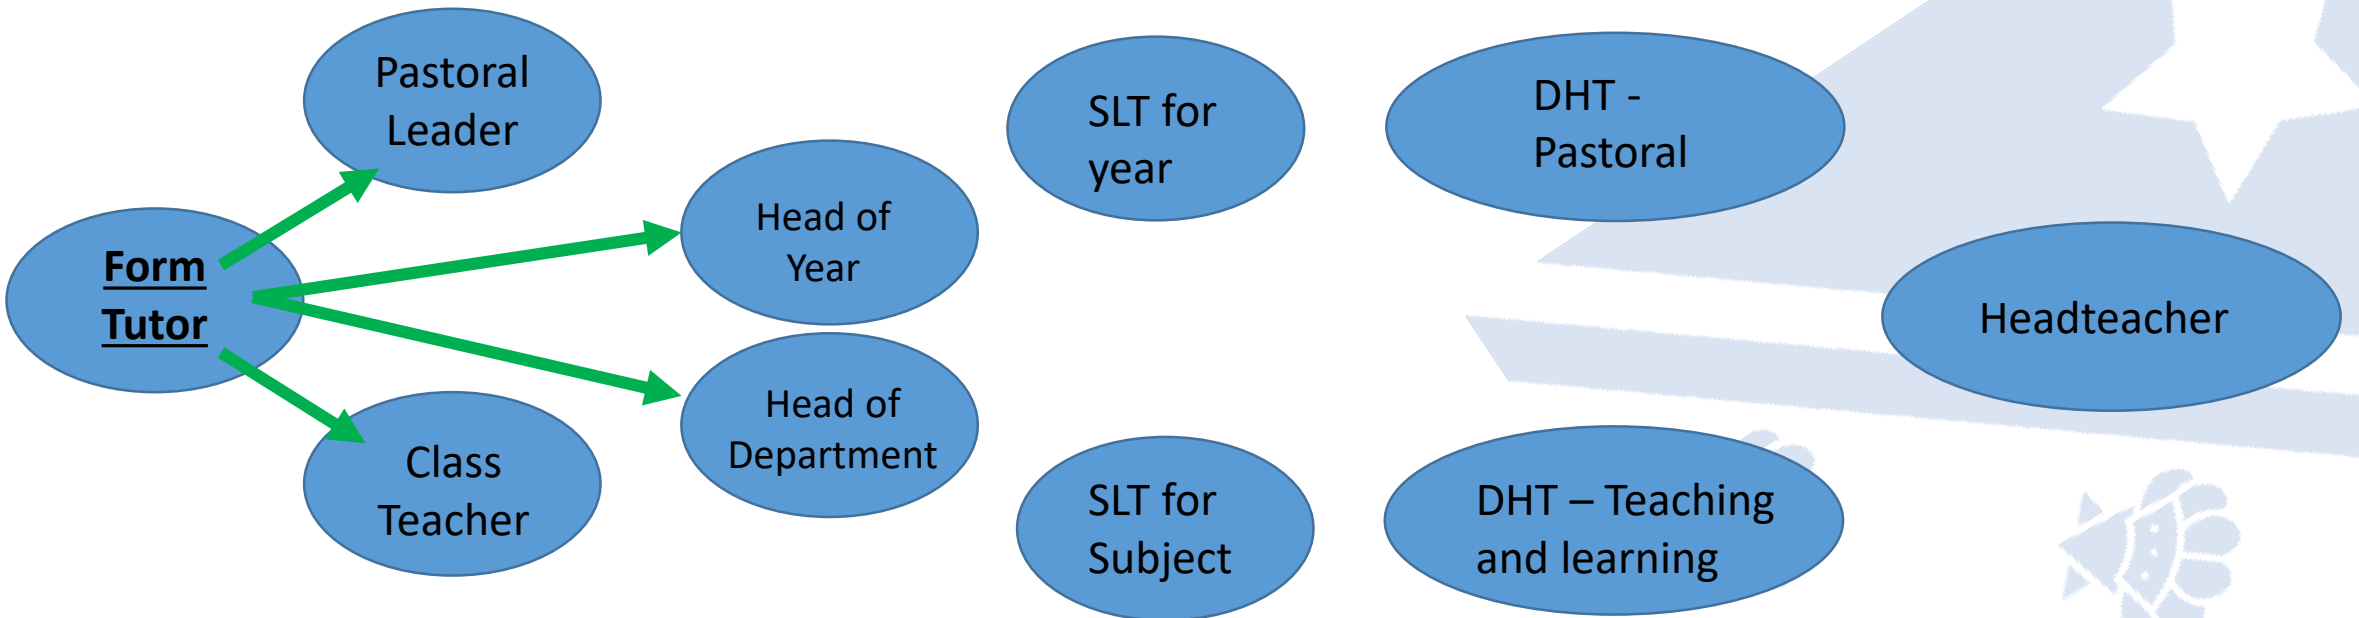 Pastoral
Leader
Form
Tutor
Class
Teacher
Head of
Year
Head of
Department
SLT for
year
SLT for
Subject
DHT -
Pastoral
DHT – Teaching
and learning
Headteacher